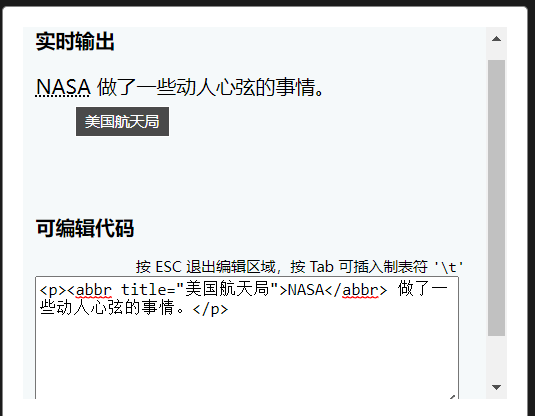 实时输出
NASA 做了一些动人心弦的事情。
美国航天局
可编辑代码
按 ESC 退出编辑区域，按 Tab 可插入制表符 '\t'
<p><abbr title="美国航天局">NASA</abbr> 做了一
些动人心弦的事情。</p>